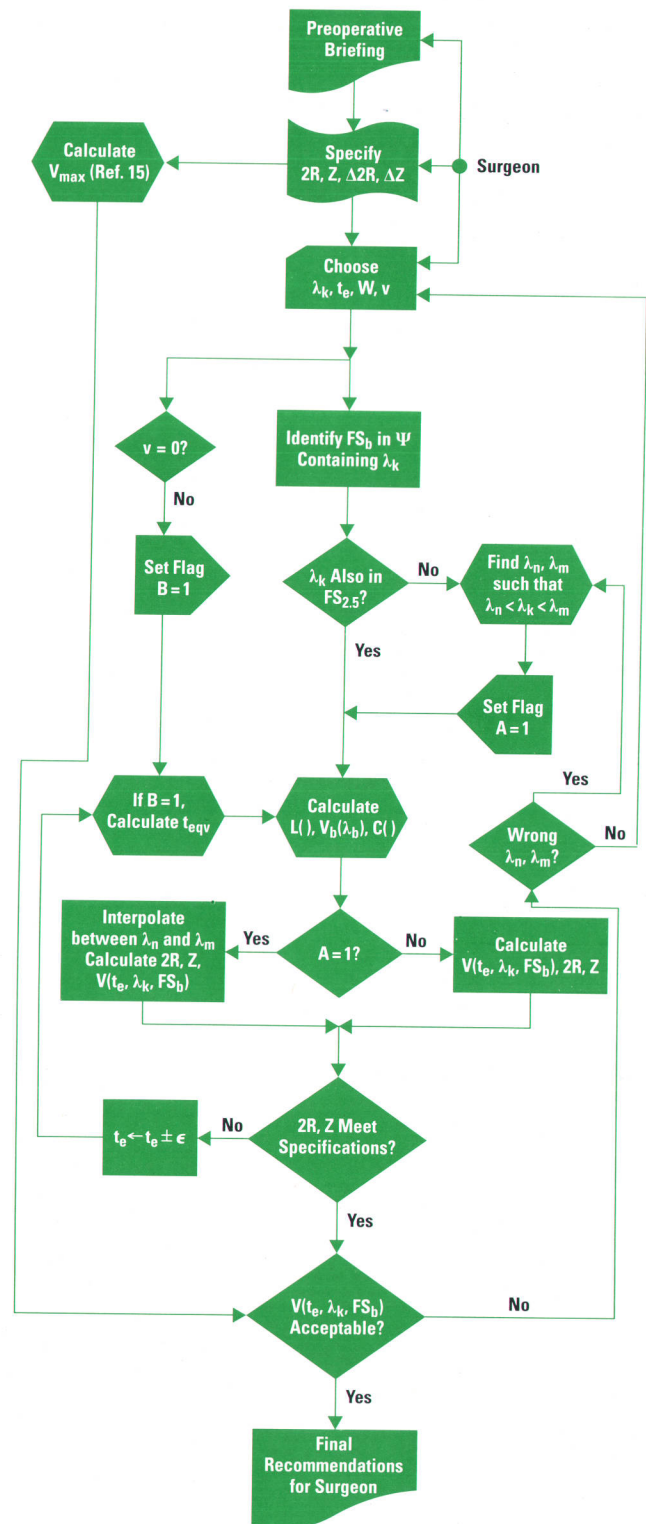 Preoperative
Briefing
Calculate
Vmax (Ref. 15)
Specify
2R, Z, Δ2R, ΔZ
Surgeon
Choose
λk, te, W, v
v = 0?
Identify FSb in Ψ
Containing λk
No
Set Flag
B = 1
λk Also in
FS2.5?
No
Find λn, λm
such that
λn < λk < λm
Yes
Set Flag
A = 1
Yes
If B = 1,
Calculate teqv
Calculate
L( ), Vb(λb), C( )
Wrong
λn, λm?
No
Interpolate
between λn and λm
Calculate 2R, Z,
V(te, λk, FSb)
Yes
A = 1?
No
Calculate
V(te, λk, FSb), 2R, Z
te ← te ± ϵ
No
2R, Z Meet
Specifications?
Yes
V(te, λk, FSb)
Acceptable?
No
Yes
Final
Recommendations
for Surgeon